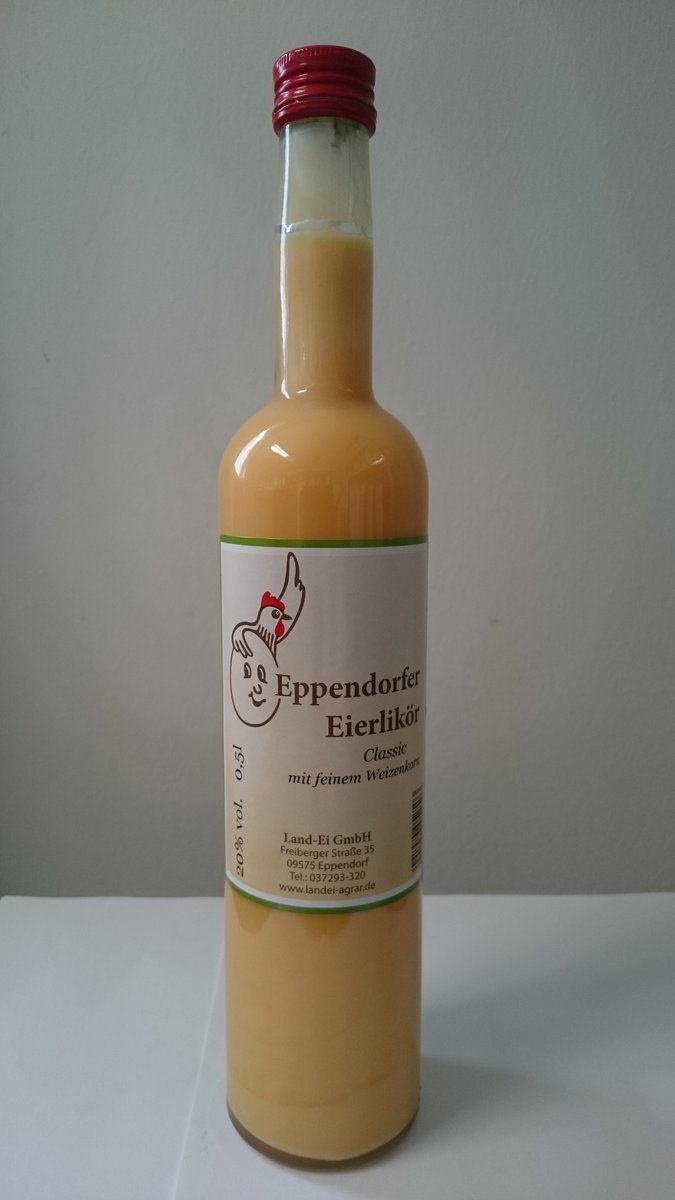 Eppendorfer
Eierlikör
Classic
mit feinem Weizenkorn
20% vol. 0,5l
Land-Ei GmbH
Freiberger Straße 35
09575 Eppendorf
Tel.: 037293-320
www.landei-agrar.de